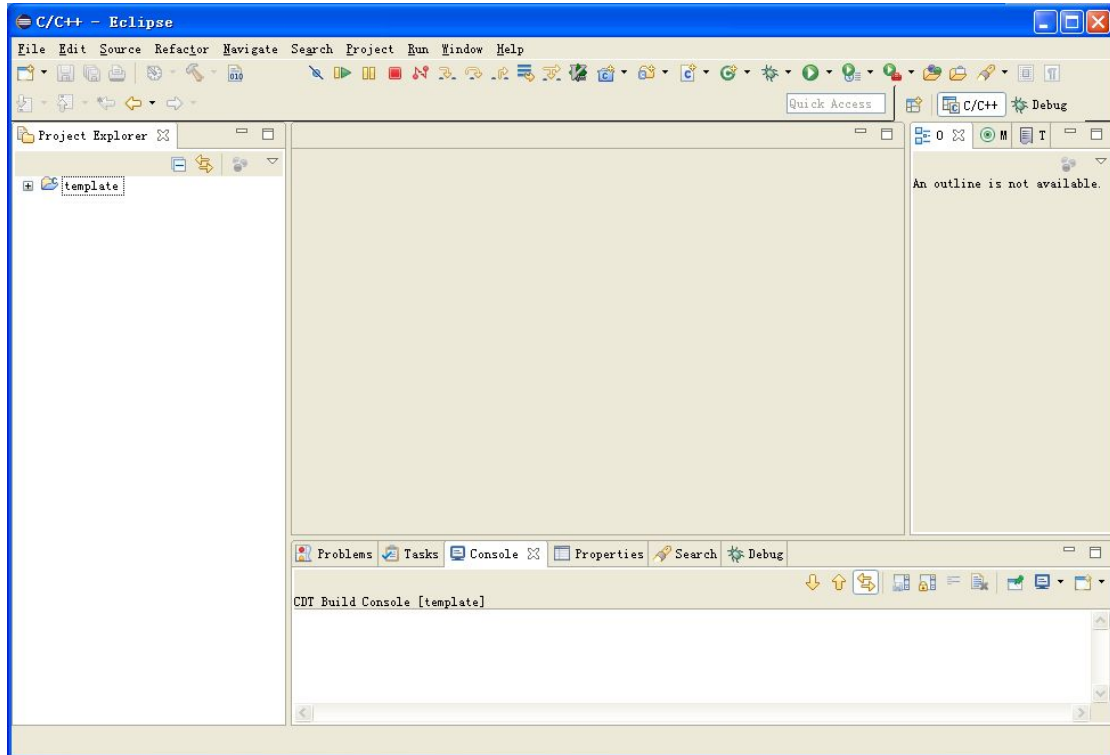 C/C++ - Eclipse
File Edit Source Refactor Navigate Search Project Run Window Help
Quick Access C/C++ Debug
Project Explorer O M T
template An outline is not available.
Problems Tasks Console Properties Search Debug
CDT Build Console [template]